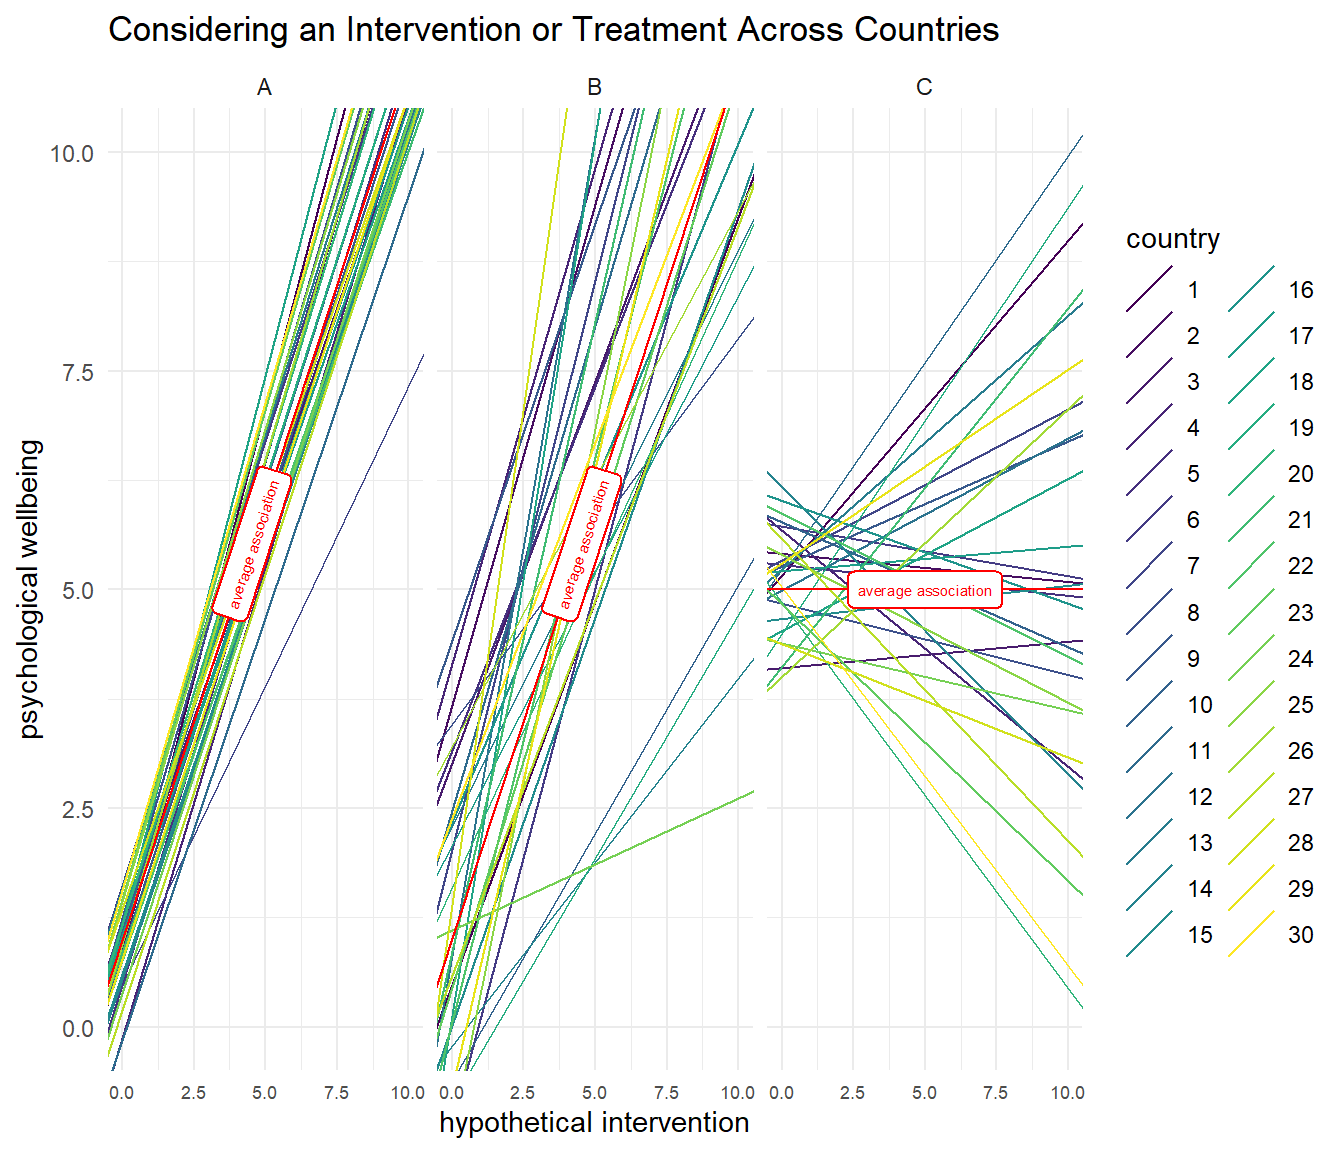 Considering an Intervention or Treatment Across Countries
A
B
C
psychological wellbeing
10.0
7.5
5.0
2.5
0.0
average association
average association
average association
0.0 2.5 5.0 7.5 10.0
0.0 2.5 5.0 7.5 10.0
0.0 2.5 5.0 7.5 10.0
hypothetical intervention
country
1
2
3
4
5
6
7
8
9
10
11
12
13
14
15
16
17
18
19
20
21
22
23
24
25
26
27
28
29
30